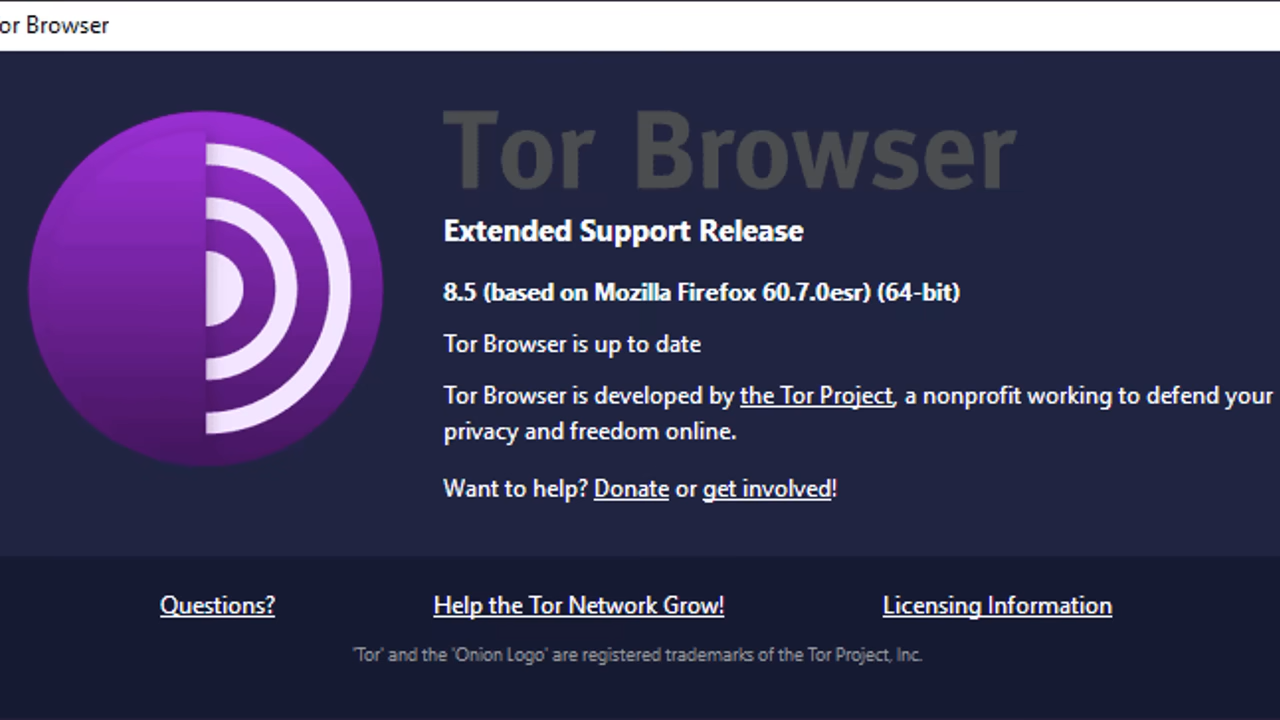 or Browser
Tor Browser
Extended Support Release
8.5 (based on Mozilla Firefox 60.7.0esr) (64-bit)
Tor Browser is up to date
Tor Browser is developed by the Tor Project, a nonprofit working to defend your
privacy and freedom online.
Want to help? Donate or get involved!
Questions? Help the Tor Network Grow! Licensing Information
'Tor' and the 'Onion Logo' are registered trademarks of the Tor Project, Inc.